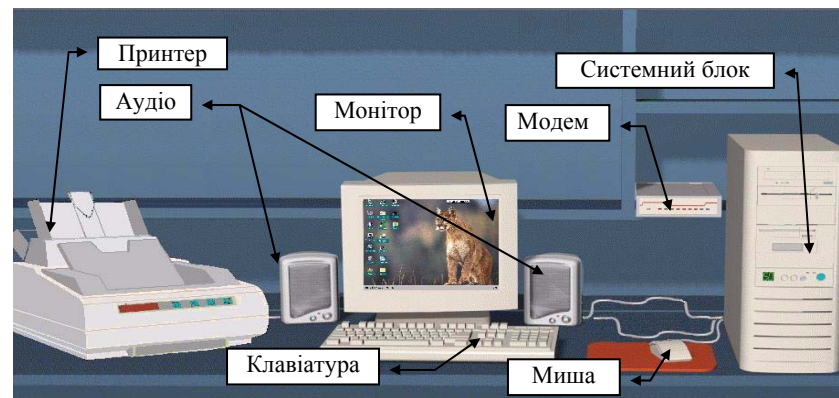 Принтер
Системний блок
Аудіо
Монітор
Модем
Клавіатура
Миша